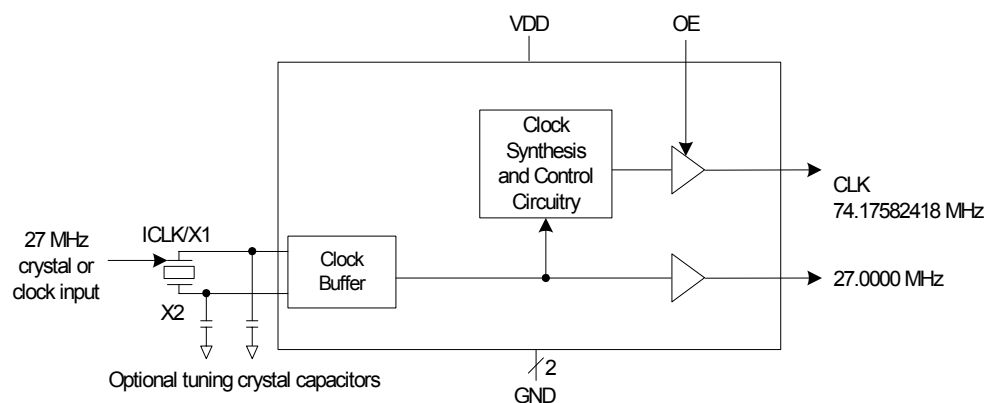 VDD
OE
Clock
Synthesis
and Control
Circuitry
CLK
74.17582418 MHz
27 MHz
crystal or
clock input
ICLK/X1
X2
Clock
Buffer
27.0000 MHz
Optional tuning crystal capacitors
2
GND